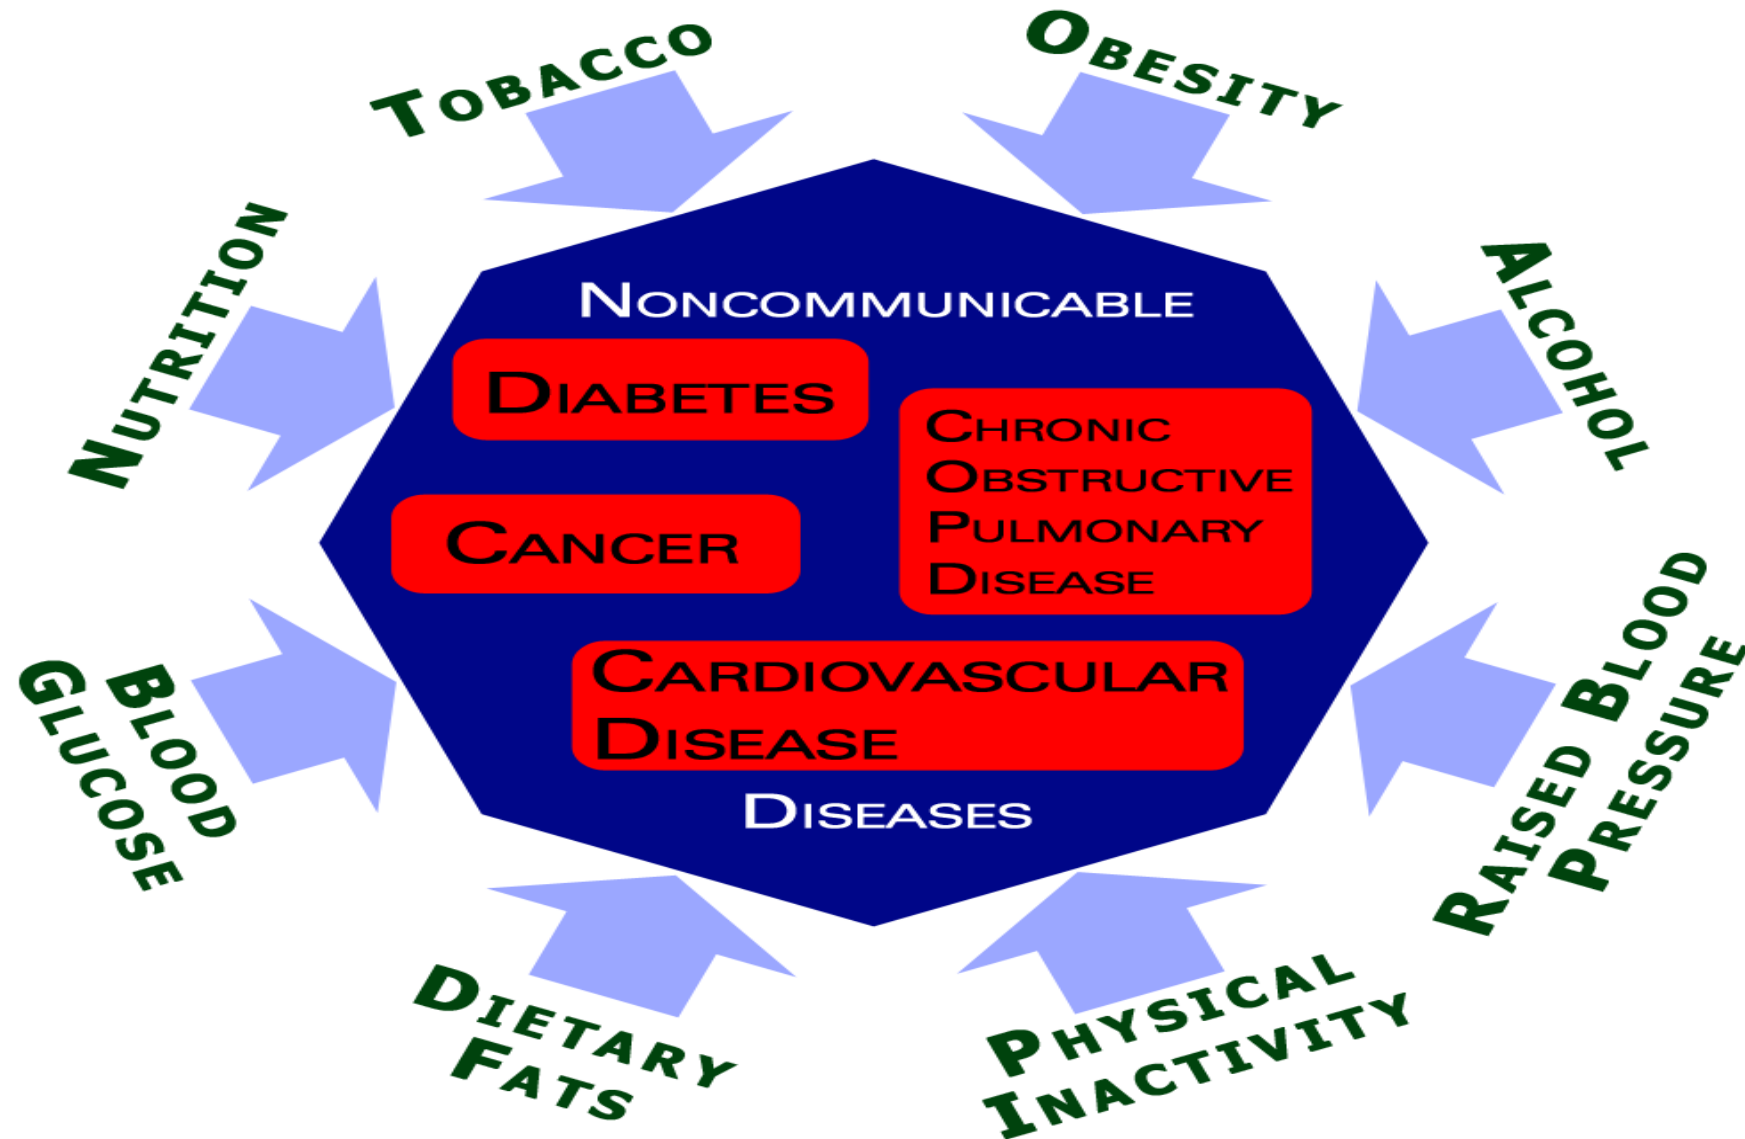 TOBACCO
OBESITY
NUTRITION
ALCOHOL
NONCOMMUNICABLE
DIABETES
CHRONIC
OBSTRUCTIVE
PULMONARY
DISEASE
CANCER
CARDIOVASCULAR
DISEASE
DISEASES
BLOOD
GLUCOSE
RAISED BLOOD
PRESSURE
DIETARY
FATS
PHYSICAL
INACTIVITY